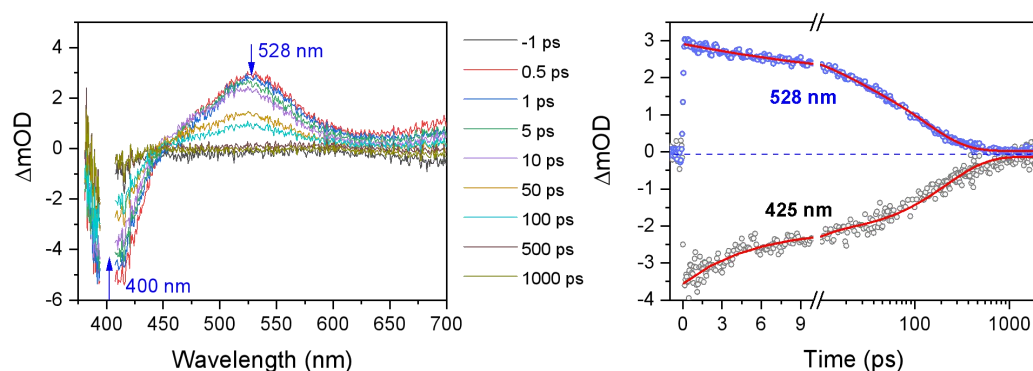 528 nm
400 nm
ΔmOD
4
2
0
-2
-4
-6
375
400
450
500
550
600
650
700
Wavelength (nm)
-1 ps
0.5 ps
1 ps
5 ps
10 ps
50 ps
100 ps
500 ps
1000 ps
ΔmOD
3
2
1
0
-1
-2
-3
-4
528 nm
425 nm
0
3
6
9
100
1000
Time (ps)